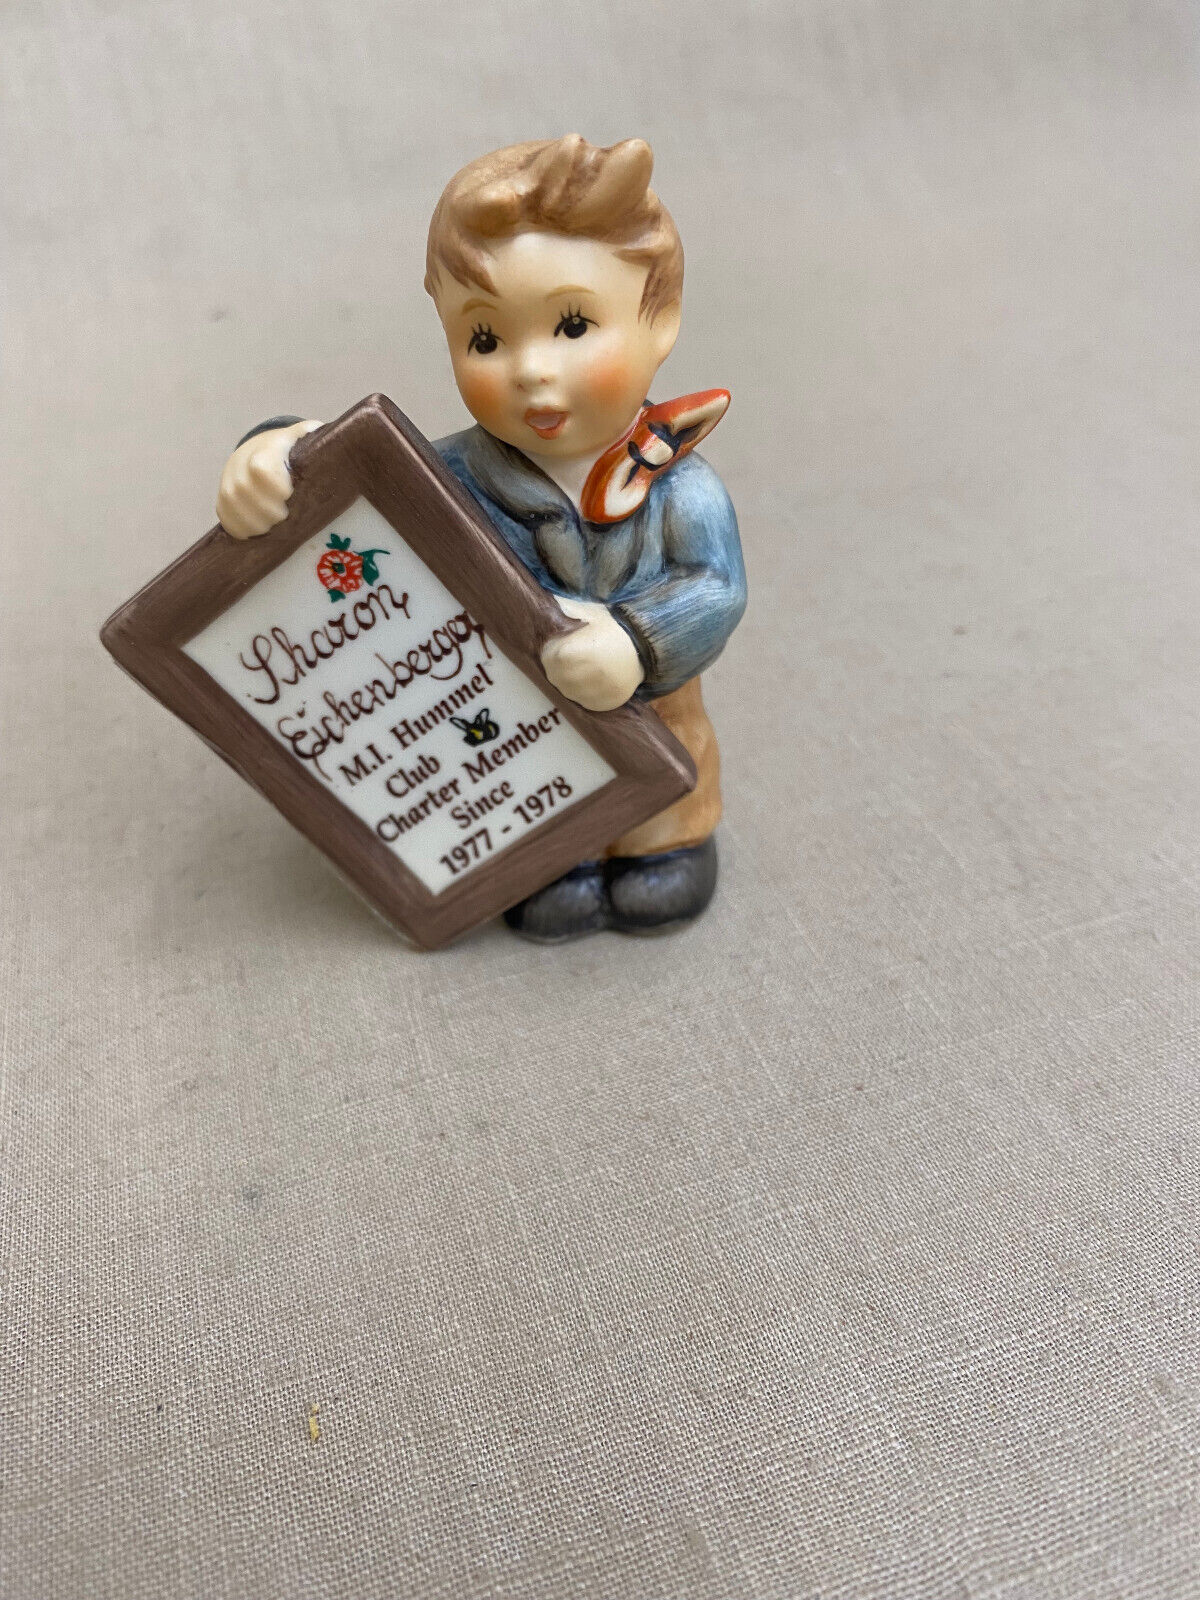 Sharon
Eichenberger
M.I. Hummel
Club
Charter Member
Since
1977 - 1978